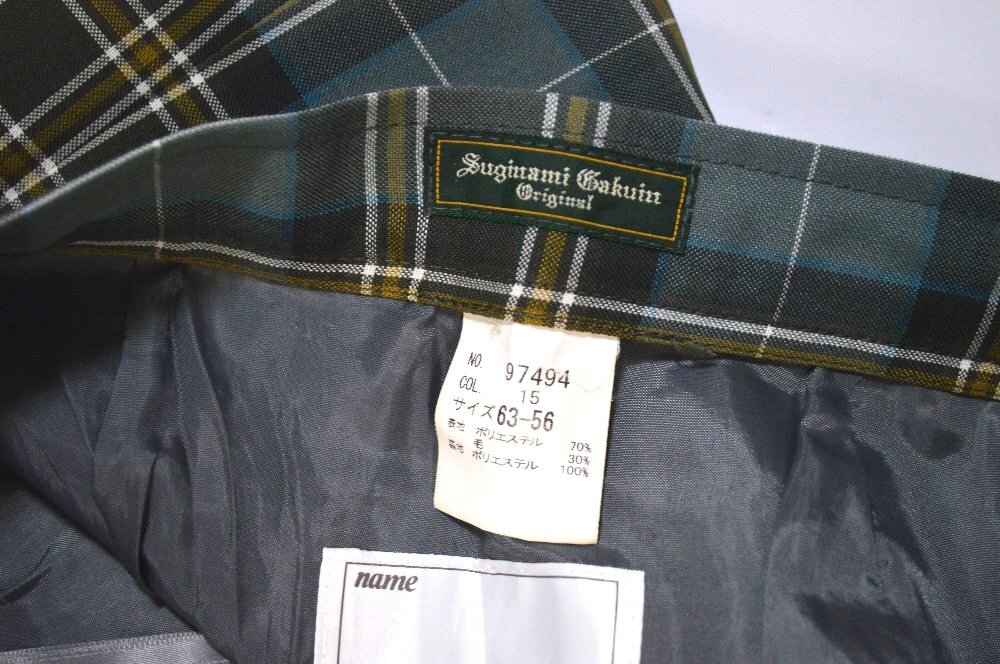 Suginami Gakuin
Original
NO. 97494
COL. 15
サイズ 63-56
表地 ポリエステル 70%
毛 30%
裏地 ポリエステル 100%
name